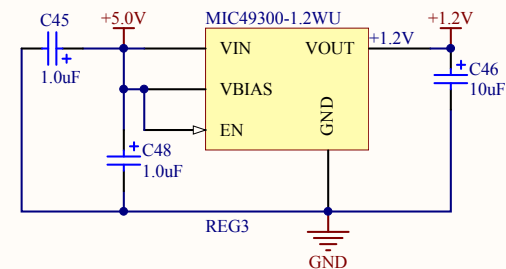 C45
+5.0V
MIC49300-1.2WU
+1.2V
VIN
VOUT
+1.2V
+
1.0uF
+
C46
10uF
VBIAS
GND
EN
+
C48
1.0uF
REG3
GND